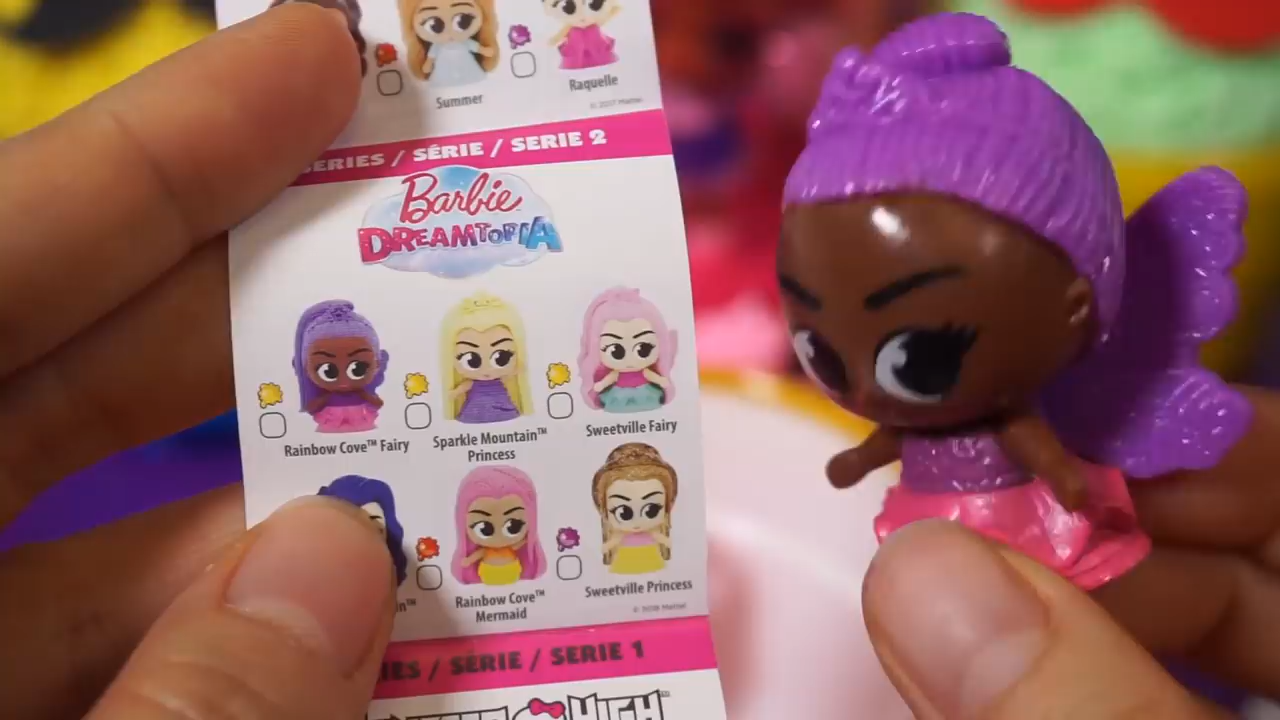 Summer
Raquelle
© 2017 Mattel
SERIES / SÉRIE / SERIE 2
Barbie
DREAMTOPIA
Rainbow Cove™ Fairy
Sparkle Mountain™
Princess
Sweetville Fairy
Rainbow Cove™
Mermaid
Sweetville Princess
© 2018 Mattel
/ SÉRIE / SERIE 1
HIGH™